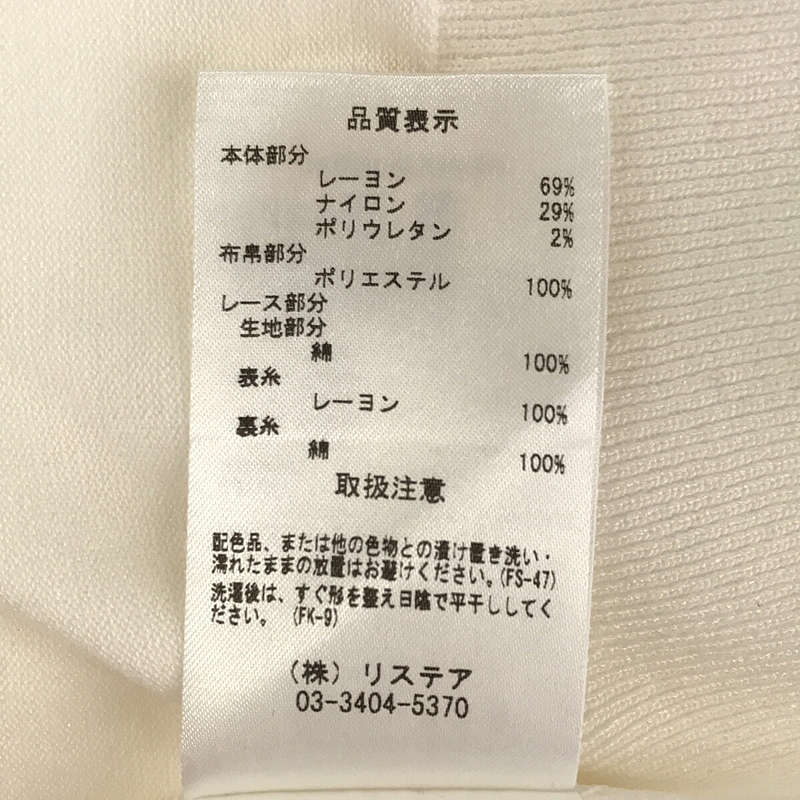 品質表示
本体部分
レーヨン 69%
ナイロン 29%
ポリウレタン 2%
布帛部分
ポリエステル 100%
レース部分
生地部分
綿 100%
表糸
レーヨン 100%
裏糸
綿 100%
取扱注意
配色品、または他の色物との漬け置き洗い・
濡れたままの放置はお避けください。(FS-47)
洗濯後は、すぐ形を整え日陰で平干ししてく
ださい。 (FK-9)
(株) リステア
03-3404-5370